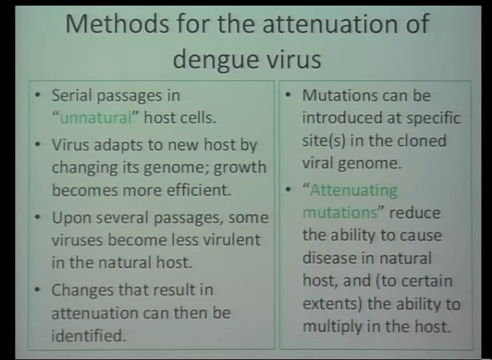 Methods for the attenuation of
dengue virus
• Serial passages in
"unnatural" host cells.
• Virus adapts to new host by
changing its genome; growth
becomes more efficient.
• Upon several passages, some
viruses become less virulent
in the natural host.
• Changes that result in
attenuation can then be
identified.
• Mutations can be
introduced at specific
site(s) in the cloned
viral genome.
• "Attenuating
mutations" reduce
the ability to cause
disease in natural
host, and (to certain
extents) the ability to
multiply in the host.